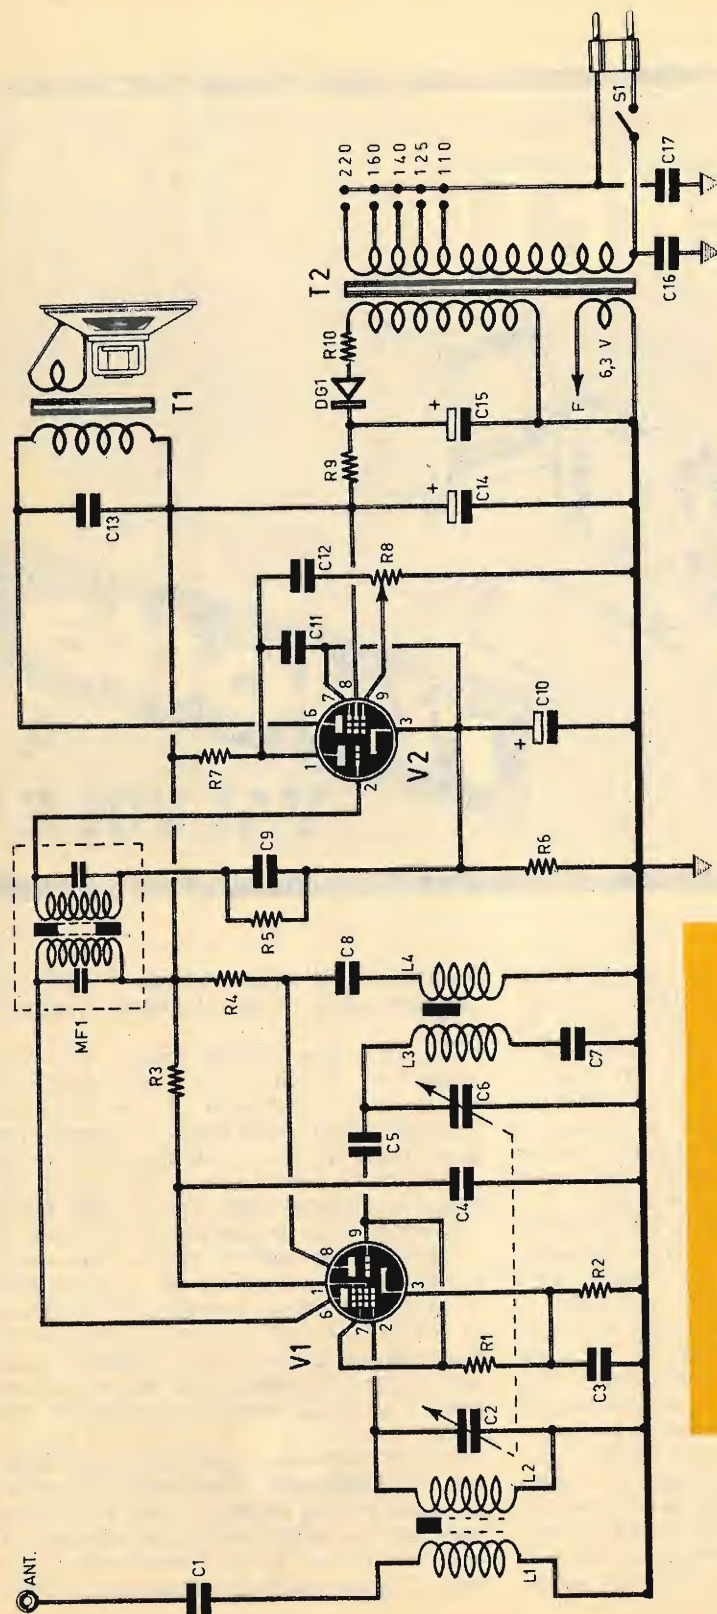 ANT.
C1
L1
L2
C2
C3
R1
R2
V1
1
2
3
6
7
8
9
C4
C5
C6
R3
L3
L4
C7
C8
R4
MF1
R5
C9
R6
V2
1
2
3
6
7
8
9
R7
C10
+
C11
C12
R8
C13
T1
R9
C14
+
C15
+
DG1
R10
T2
F
6,3 V
220
160
140
125
110
S1
C16
C17